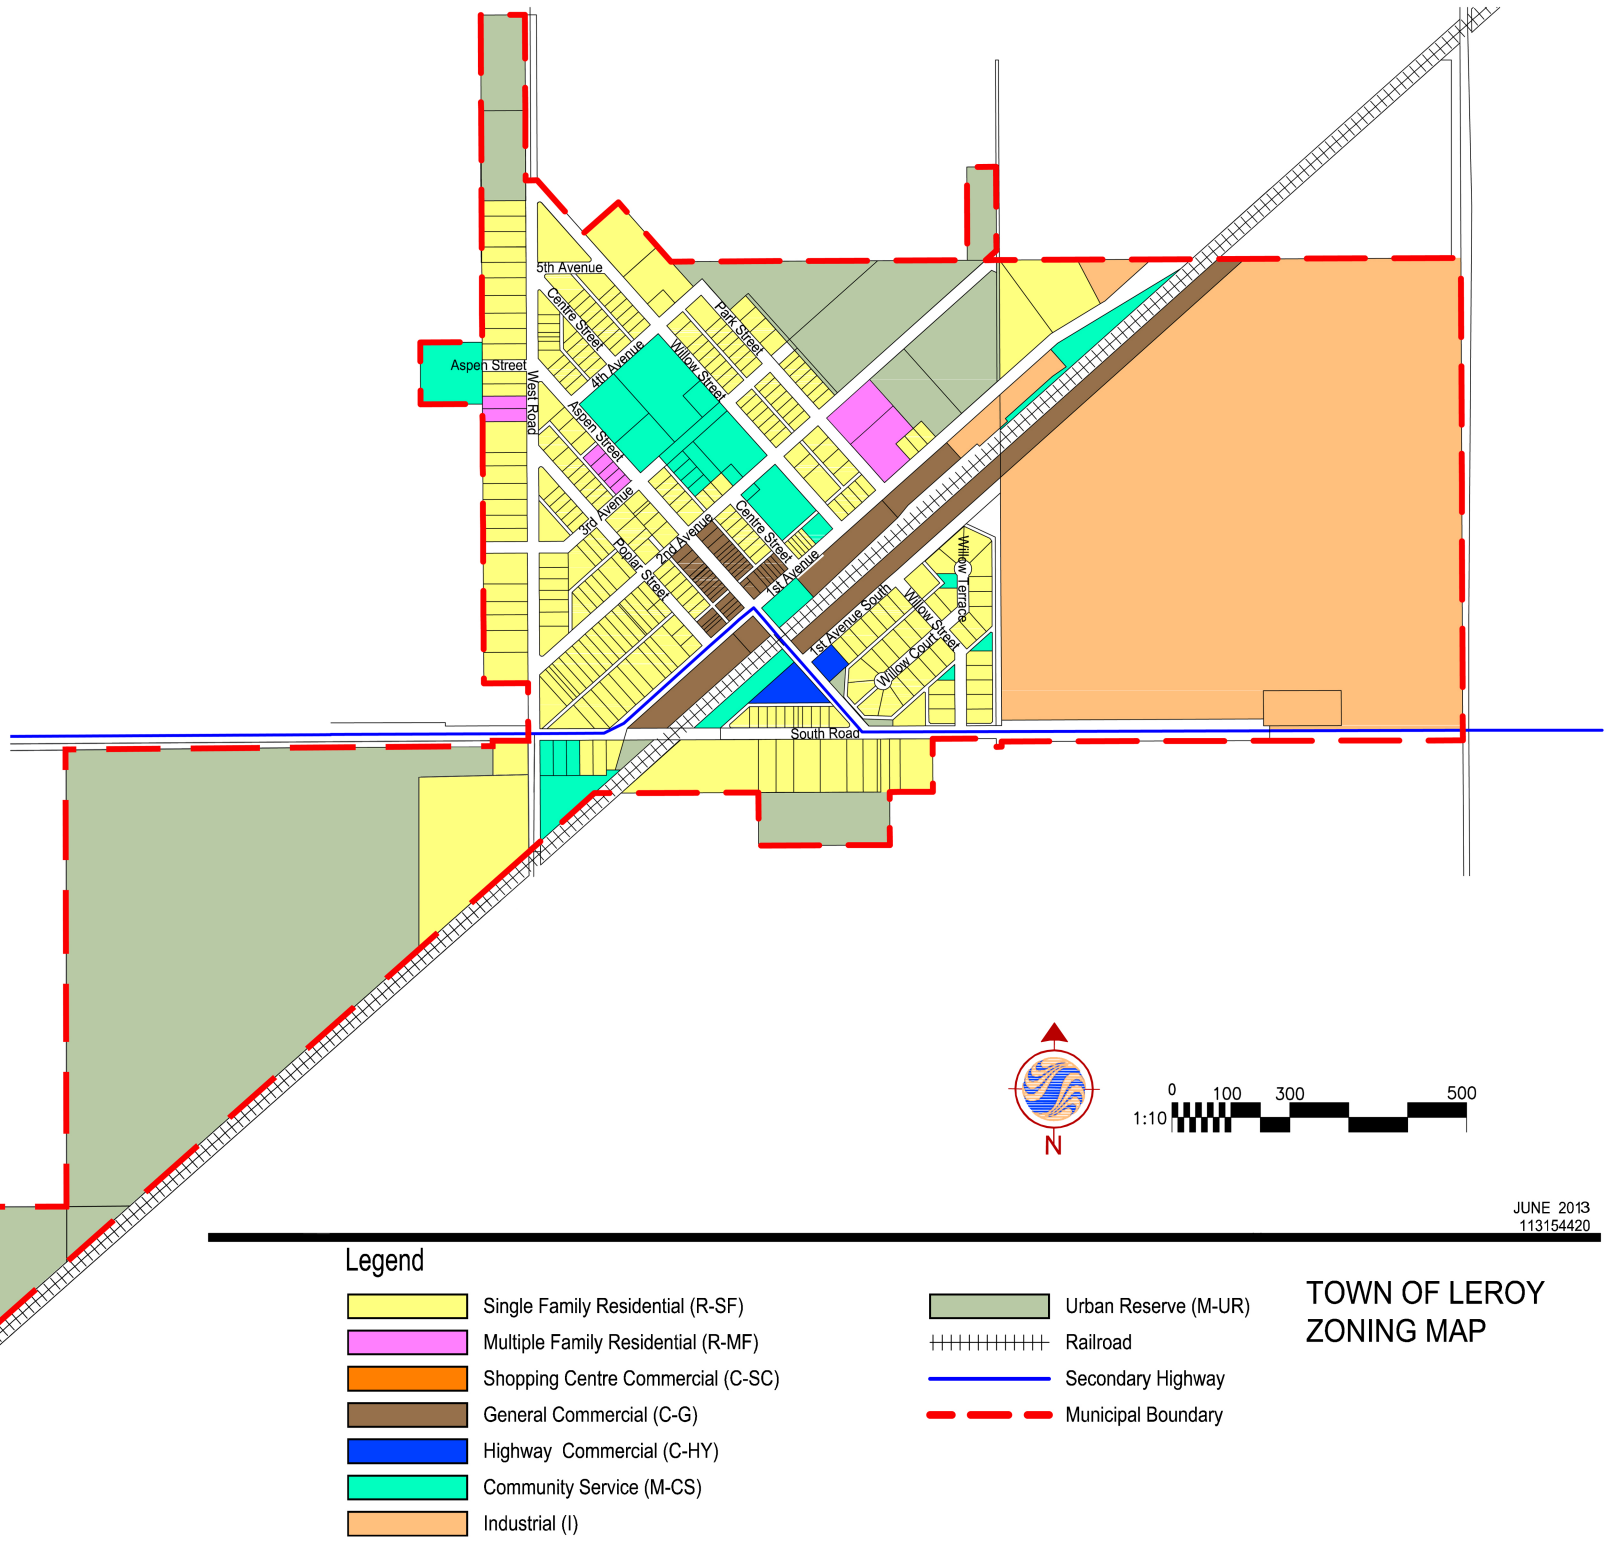 5th Avenue
Centre Street
Park Street
4th Avenue
Willow Street
Aspen Street
West Road
Aspen Street
3rd Avenue
2nd Avenue
Centre Street
Poplar Street
1st Avenue
Willow Terrace
1st Avenue South
Willow Street
Willow Court
South Road
0 100 300 500
1:10
N
JUNE 2013
113154420
Legend
Single Family Residential (R-SF)
Multiple Family Residential (R-MF)
Shopping Centre Commercial (C-SC)
General Commercial (C-G)
Highway Commercial (C-HY)
Community Service (M-CS)
Industrial (I)
Urban Reserve (M-UR)
Railroad
Secondary Highway
Municipal Boundary
TOWN OF LEROY
ZONING MAP